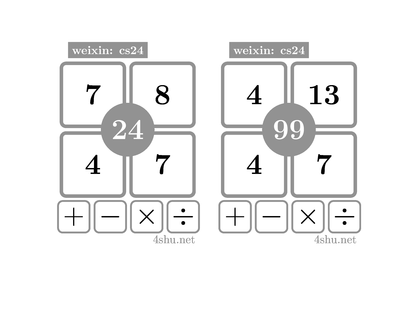 weixin: cs24 weixin: cs24
7 8 4 13
24 99
4 7 4 7
+ − × ÷ + − × ÷
4shu.net 4shu.net